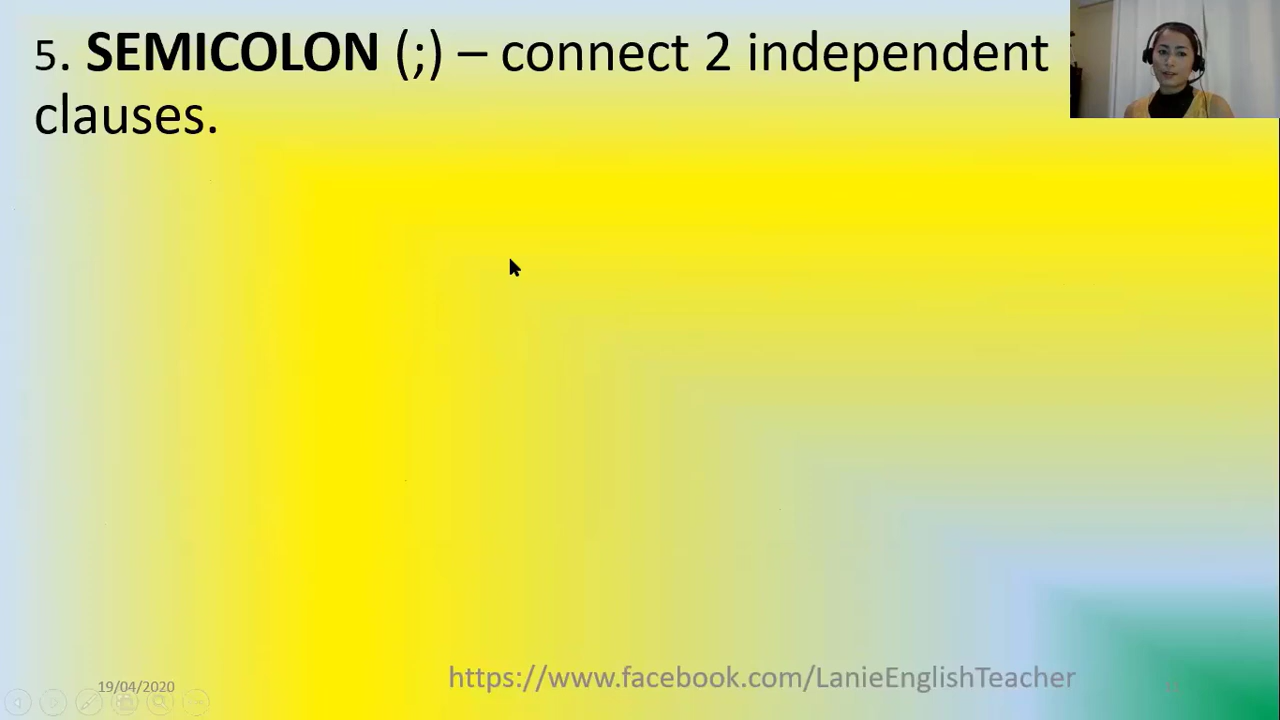 5. SEMICOLON (;) – connect 2 independent
clauses.
19/04/2020
https://www.facebook.com/LanieEnglishTeacher